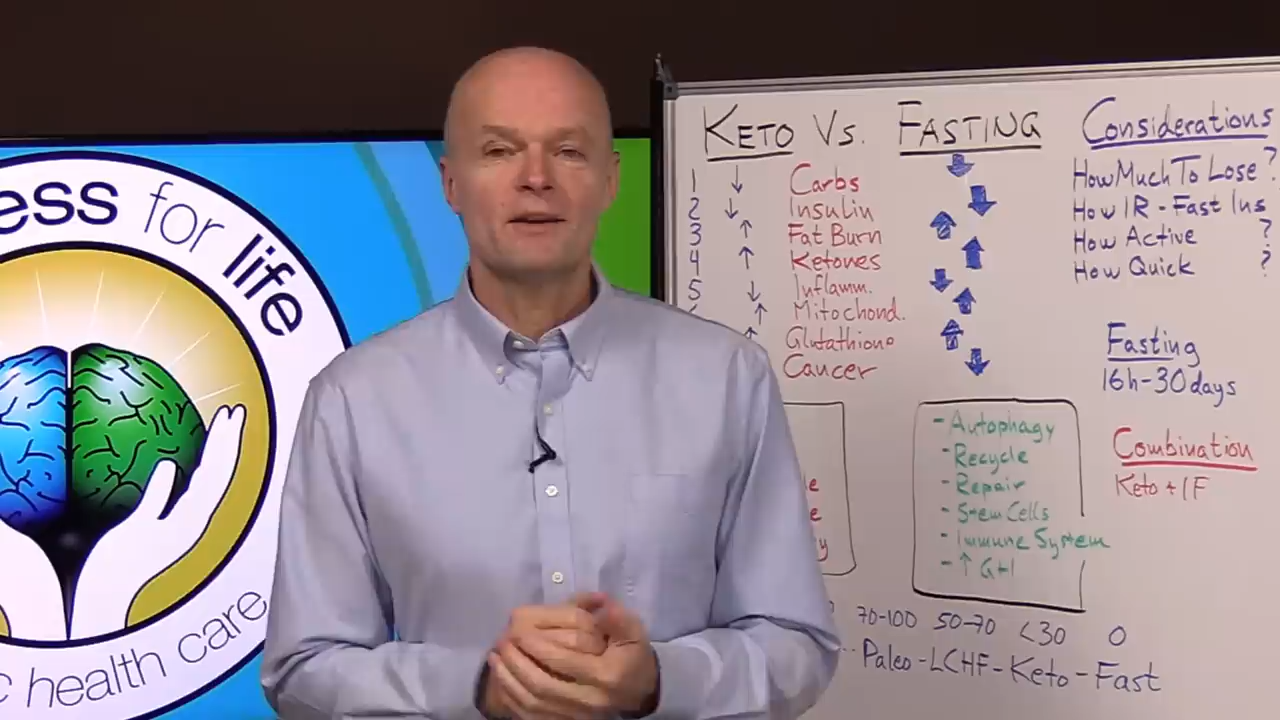 ess for life
c health care
KETO Vs. FASTING
1 ↓ Carbs ↓
2 ↓ Insulin ↓
3 ↑ Fat Burn ↑
4 ↑ Ketones ↑
5 ↓ Inflamm. ↓
↑ Mitochond. ↑
↑ Glutathione ↑
Cancer ↓
e
e
y
- Autophagy
- Recycle
- Repair
- Stem Cells
- Immune System
- ↑ GH
70-100 50-70 <30 0
Paleo - LCHF - Keto - Fast
Considerations
How Much To Lose ?
How IR - Fast Ins
How Active ?
How Quick ?
Fasting
16h-30days
Combination
Keto + IF